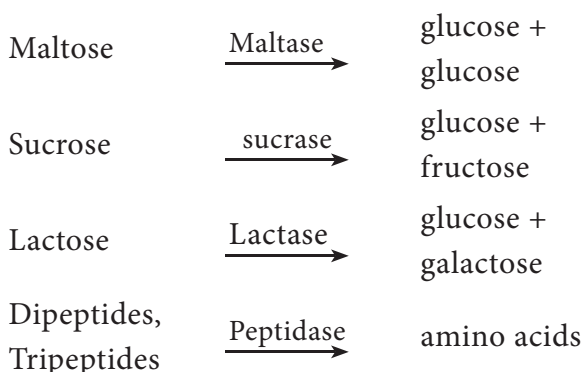 Maltose Maltase glucose +
glucose
Sucrose sucrase glucose +
fructose
Lactose Lactase glucose +
galactose
Dipeptides,
Tripeptides Peptidase amino acids